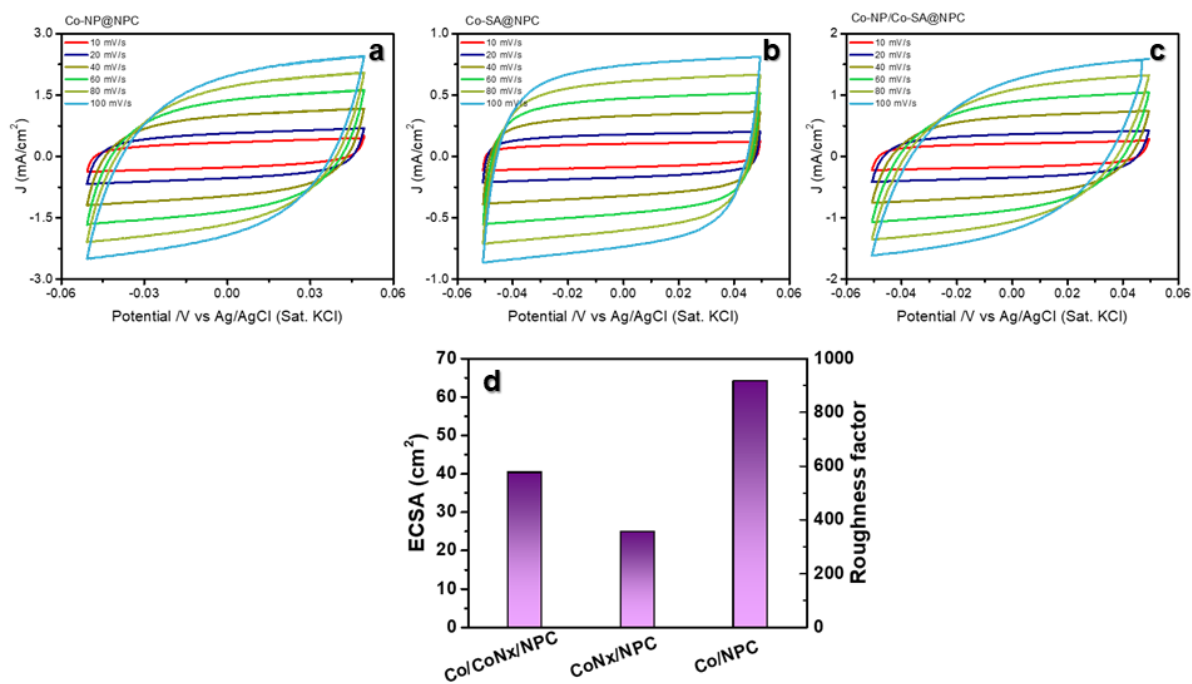 Co-NP@NPC
a
10 mV/s
20 mV/s
40 mV/s
60 mV/s
80 mV/s
100 mV/s
J (mA/cm²)
3.0
1.5
0.0
-1.5
-3.0
-0.06
-0.03
0.00
0.03
0.06
Potential /V vs Ag/AgCl (Sat. KCl)
Co-SA@NPC
b
10 mV/s
20 mV/s
40 mV/s
60 mV/s
80 mV/s
100 mV/s
J (mA/cm²)
1.0
0.5
0.0
-0.5
-1.0
-0.06
-0.04
-0.02
0.00
0.02
0.04
0.06
Potential /V vs Ag/AgCl (Sat. KCl)
Co-NP/Co-SA@NPC
c
10 mV/s
20 mV/s
40 mV/s
60 mV/s
80 mV/s
100 mV/s
J (mA/cm²)
2
1
0
-1
-2
-0.06
-0.04
-0.02
0.00
0.02
0.04
0.06
Potential /V vs Ag/AgCl (Sat. KCl)
d
ECSA (cm²)
70
60
50
40
30
20
10
0
Roughness factor
1000
800
600
400
200
0
Co/CoNx/NPC
CoNx/NPC
Co/NPC